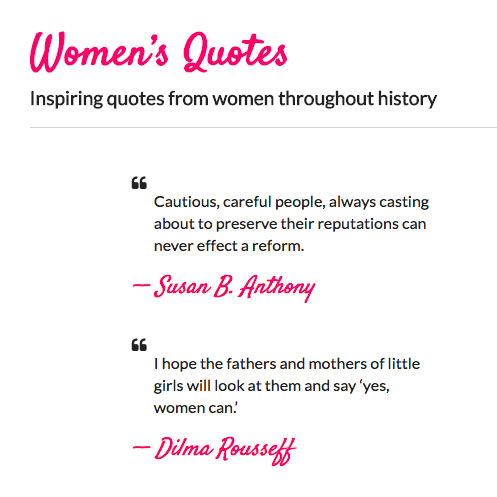 Women's Quotes
Inspiring quotes from women throughout history
“
Cautious, careful people, always casting
about to preserve their reputations can
never effect a reform.
— Susan B. Anthony
“
I hope the fathers and mothers of little
girls will look at them and say ‘yes,
women can.’
— Dilma Rousseff